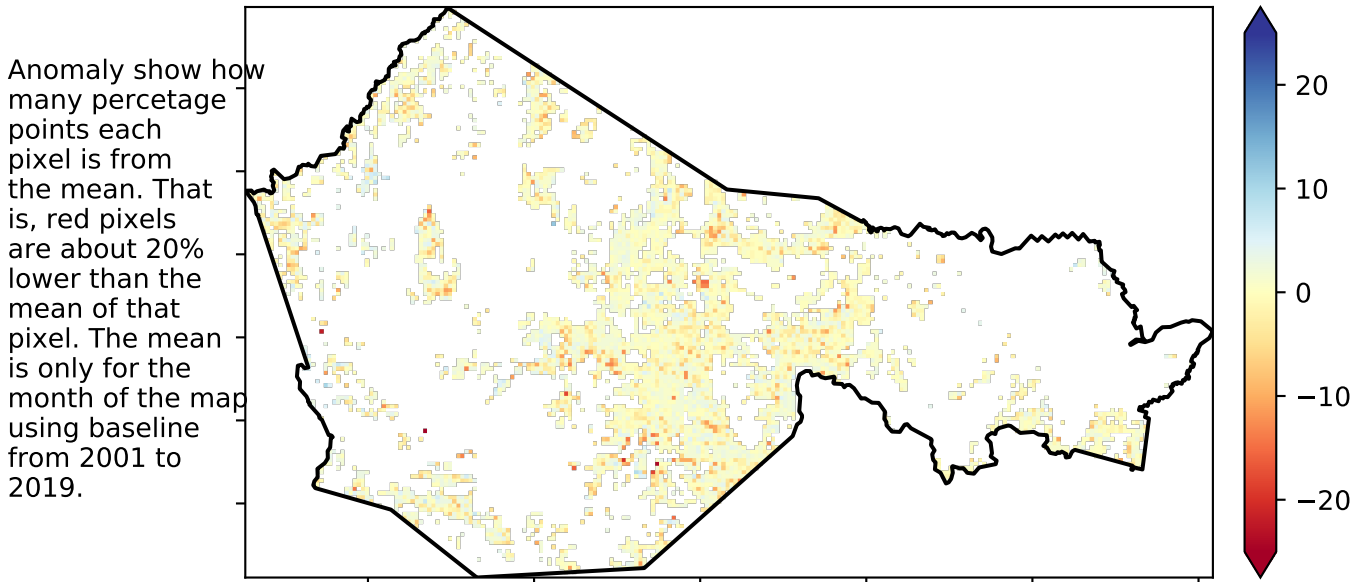 Anomaly show how
many percetage
points each
pixel is from
the mean. That
is, red pixels
are about 20%
lower than the
mean of that
pixel. The mean
is only for the
month of the map
using baseline
from 2001 to
2019.
20
10
0
−10
−20